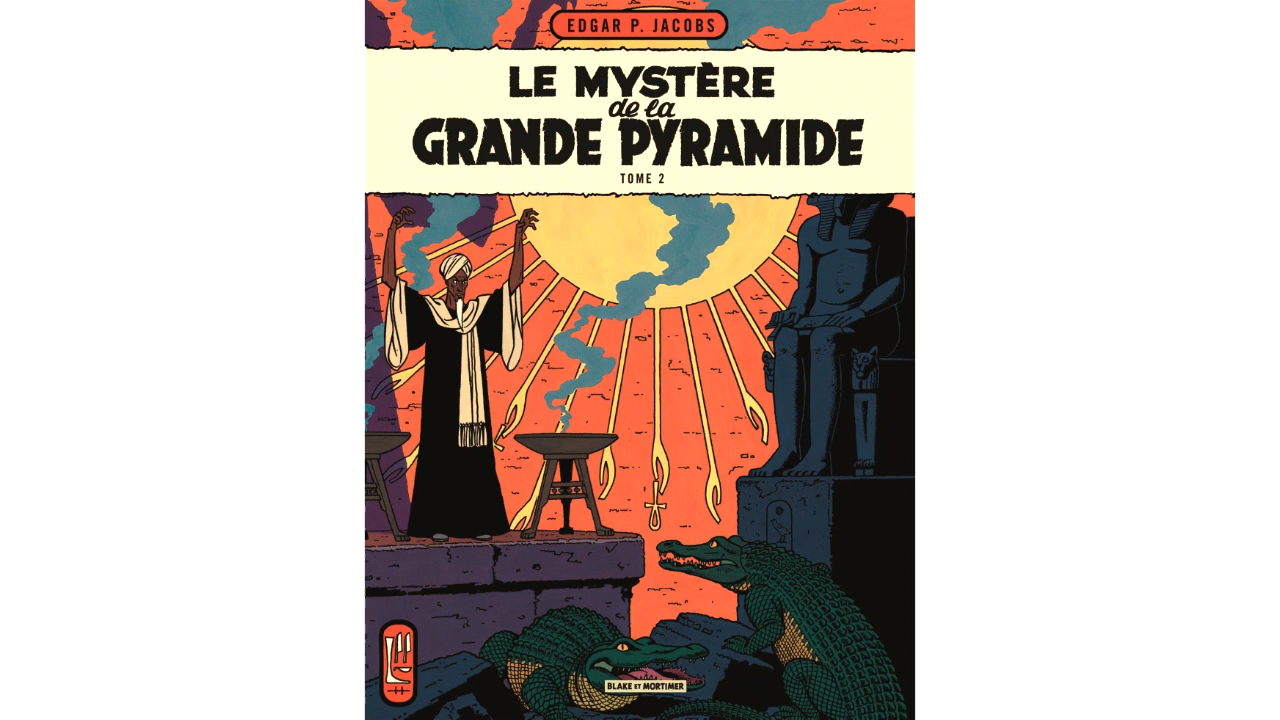 EDGAR P. JACOBS
LE MYSTÈRE
de la
GRANDE PYRAMIDE
TOME 2
BLAKE ET MORTIMER